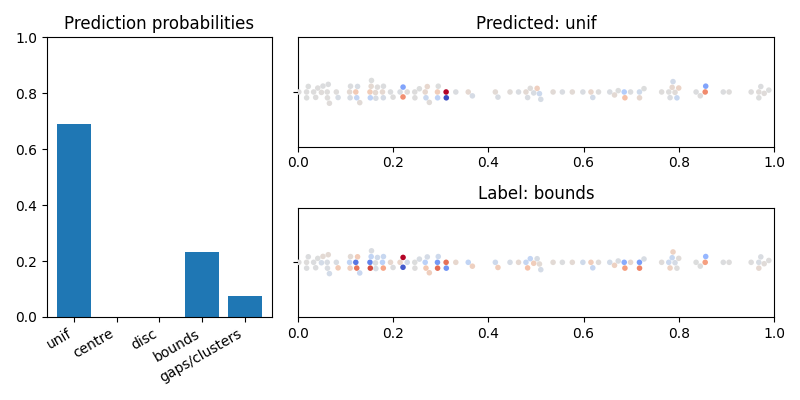 Prediction probabilities
1.0
0.8
0.6
0.4
0.2
0.0
unif
centre
disc
bounds
gaps/clusters
Predicted: unif
0.0 0.2 0.4 0.6 0.8 1.0
Label: bounds
0.0 0.2 0.4 0.6 0.8 1.0